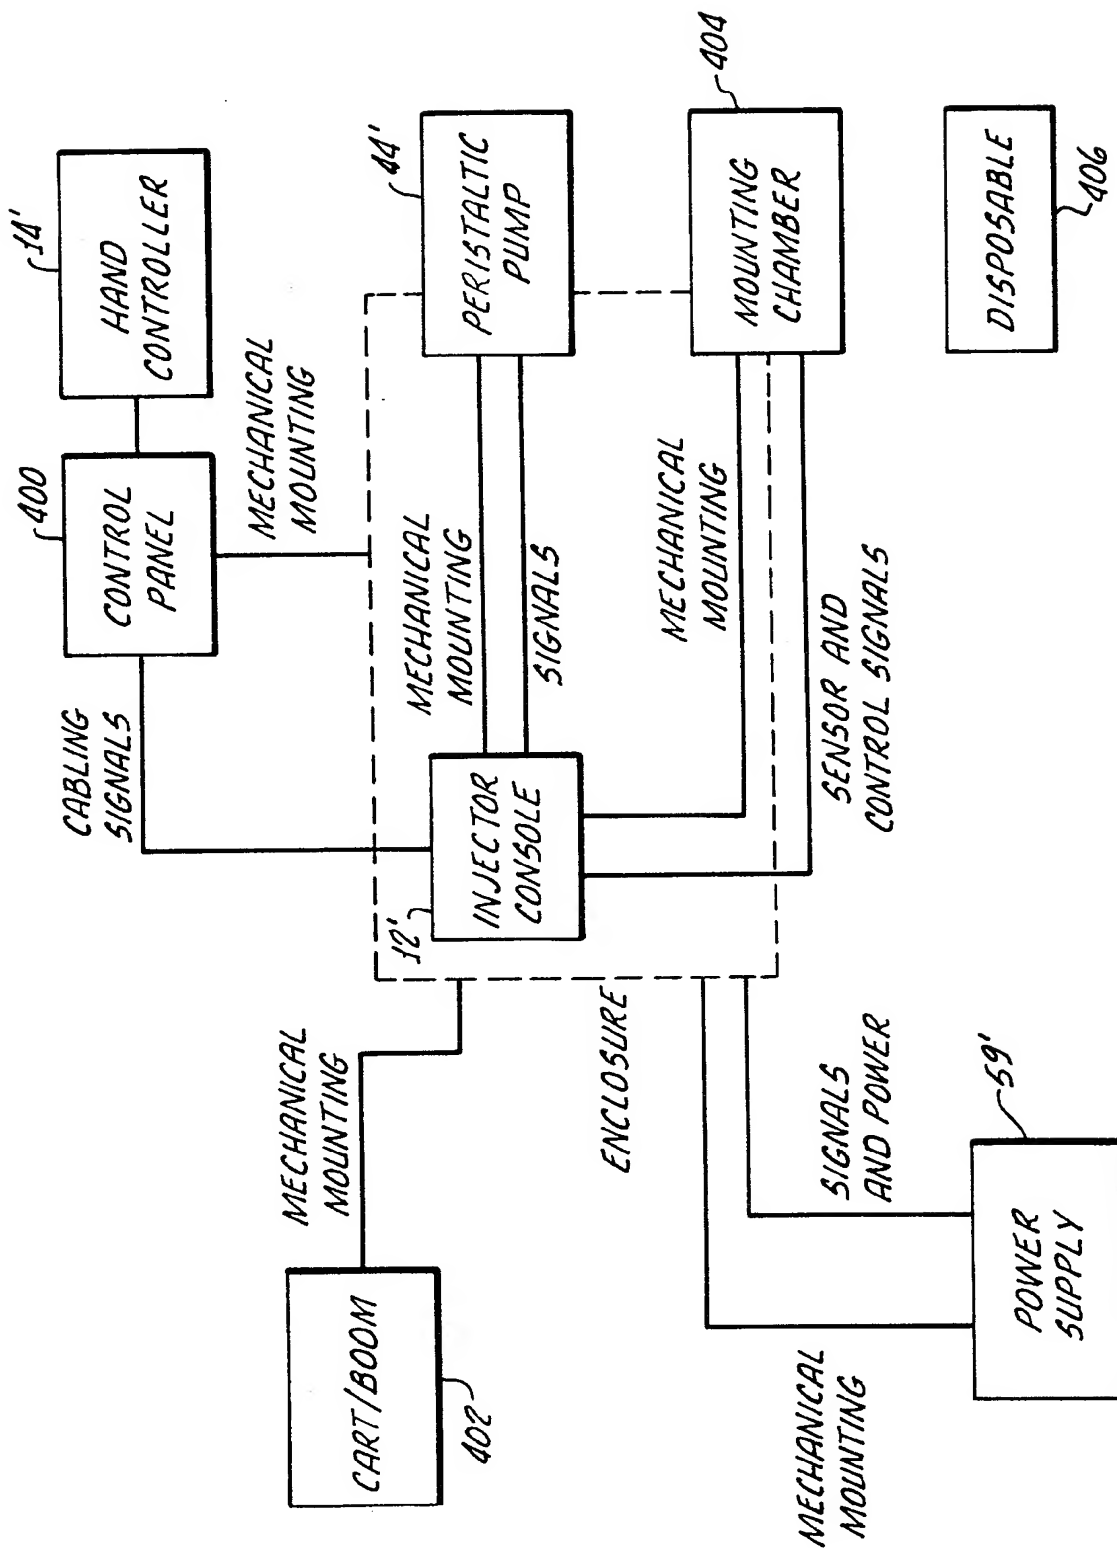 14'
HAND
CONTROLLER
400
CONTROL
PANEL
MECHANICAL
MOUNTING
CABLING
SIGNALS
44'
PERISTALTIC
PUMP
MECHANICAL
MOUNTING
SIGNALS
12'
INJECTOR
CONSOLE
404
MOUNTING
CHAMBER
MECHANICAL
MOUNTING
SENSOR AND
CONTROL SIGNALS
DISPOSABLE
406
MECHANICAL
MOUNTING
CART/BOOM
402
ENCLOSURE
SIGNALS
AND POWER
59'
POWER
SUPPLY
MECHANICAL
MOUNTING